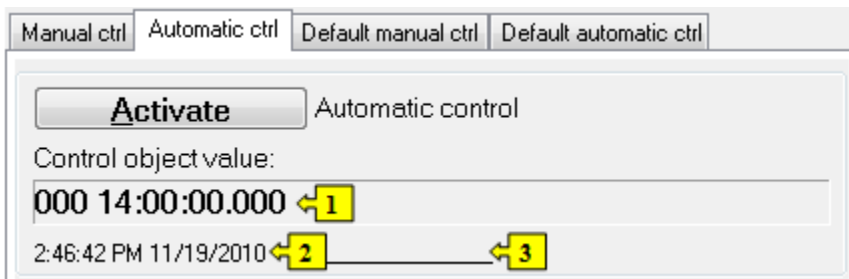 Manual ctrl Automatic ctrl Default manual ctrl Default automatic ctrl
Activate Automatic control
Control object value:
000 14:00:00.000 1
2:46:42 PM 11/19/2010 2 __________ 3